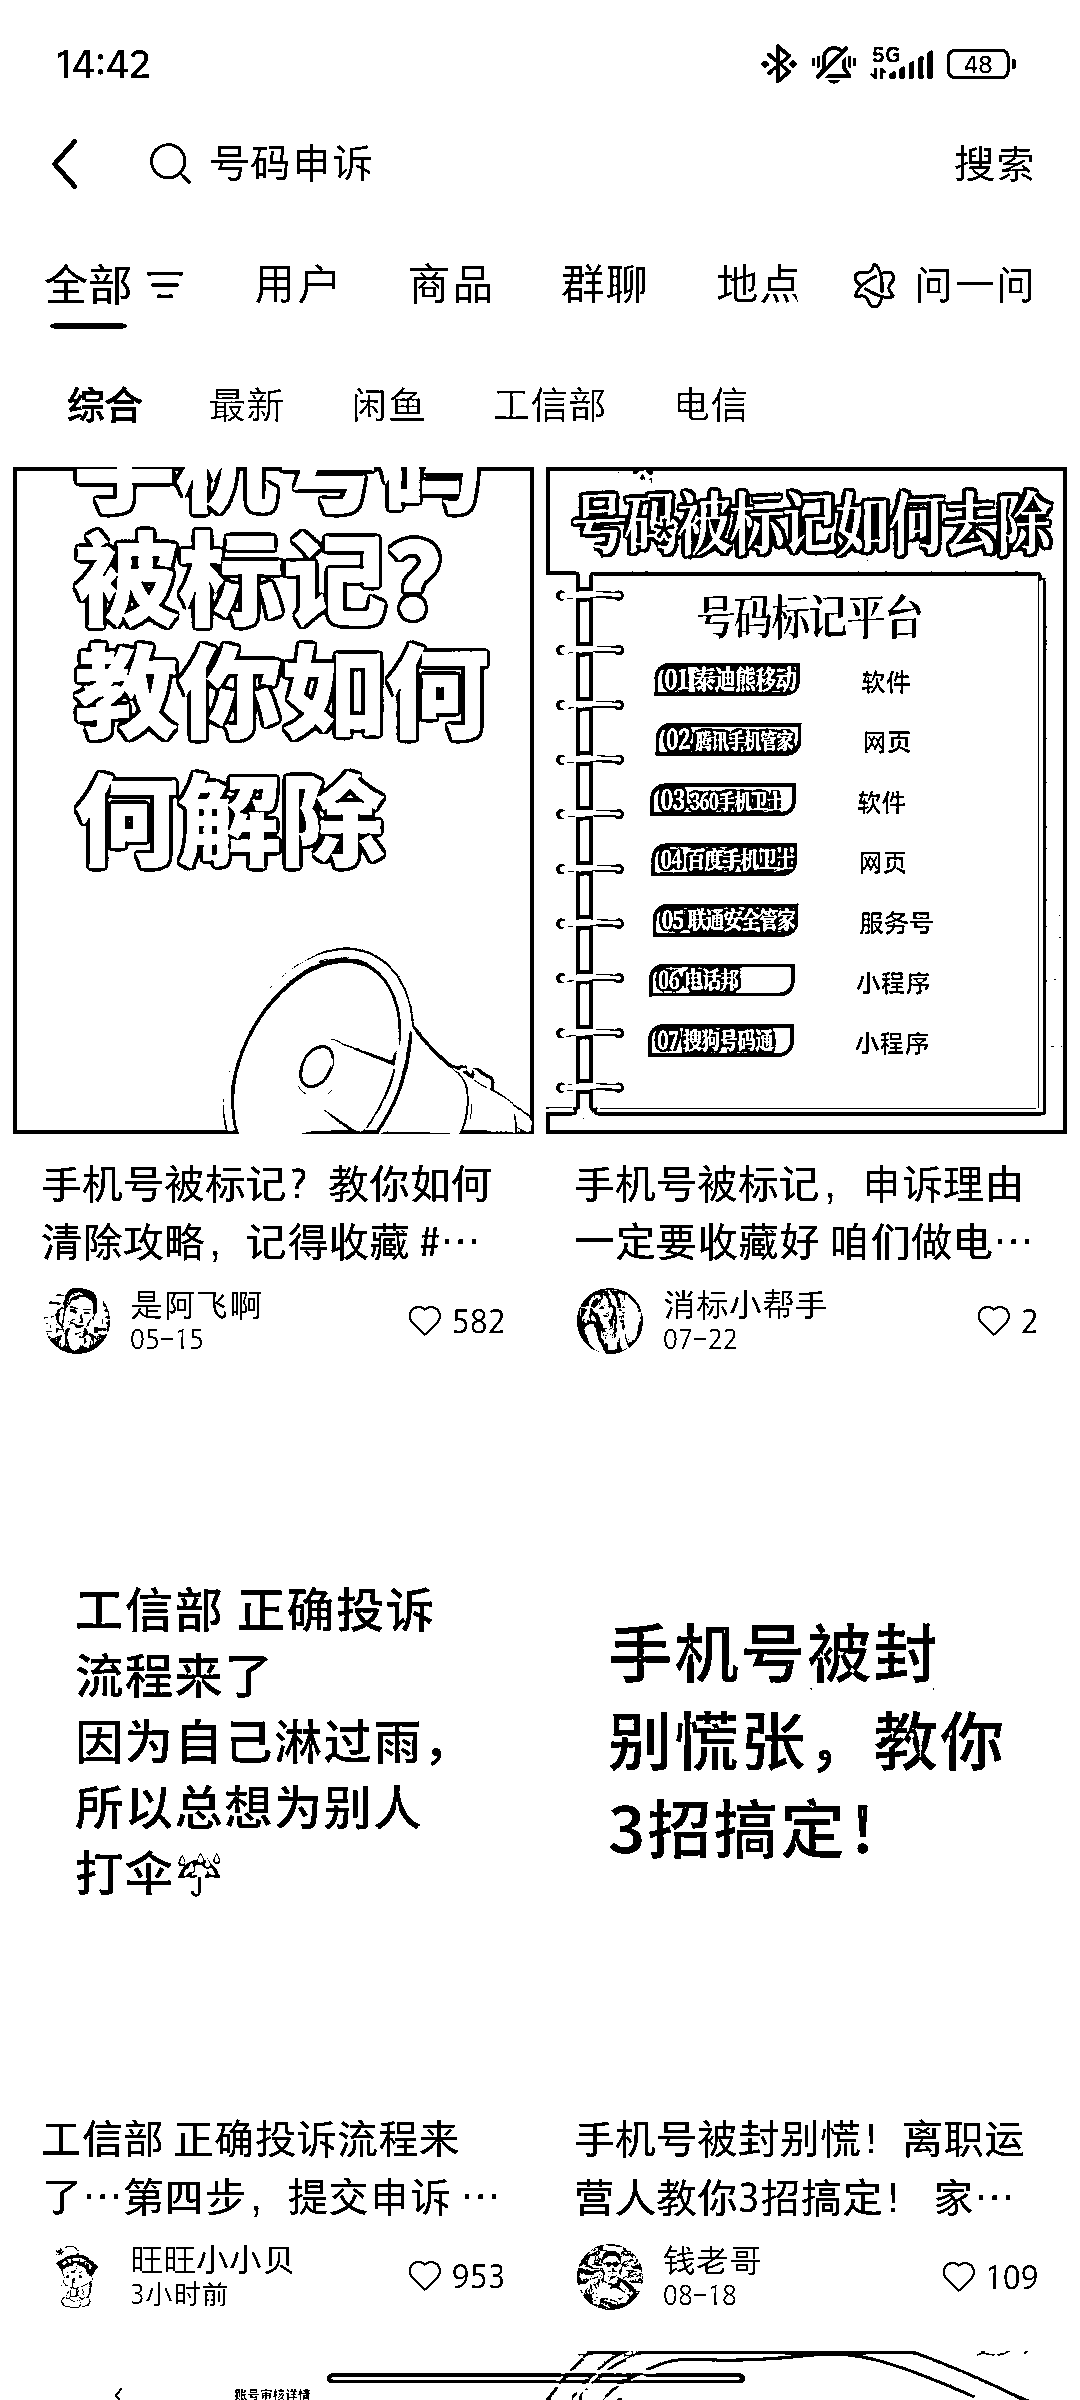 14:42
5G
48
号码申诉
搜索
全部
用户
商品
群聊
地点
问一问
综合
最新
闲鱼
工信部
电信
手机号码
被标记?
教你如何
何解除
号码被标记如何去除
号码标记平台
01泰迪熊移动 软件
02腾讯手机管家 网页
03 360手机卫士 软件
04百度手机卫士 网页
05联通安全管家 服务号
06电话邦 小程序
07搜狗号码通 小程序
手机号被标记？教你如何
清除攻略，记得收藏 #…
是阿飞啊
05-15
582
手机号被标记，申诉理由
一定要收藏好 咱们做电…
消标小帮手
07-22
2
工信部 正确投诉
流程来了
因为自己淋过雨，
所以总想为别人
打伞☔
手机号被封
别慌张，教你
3招搞定！
工信部 正确投诉流程来
了…第四步，提交申诉 …
旺旺小小贝
3小时前
953
手机号被封别慌！离职运
营人教你3招搞定！ 家…
钱老哥
08-18
109
账号审核详情